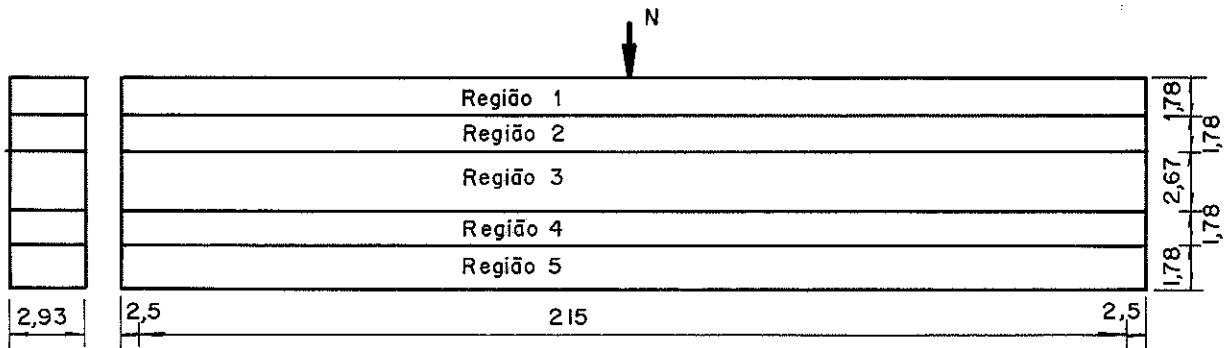 N
Região 1
Região 2
Região 3
Região 4
Região 5
1,78
1,78
2,67
1,78
1,78
2,93
2,5
215
2,5